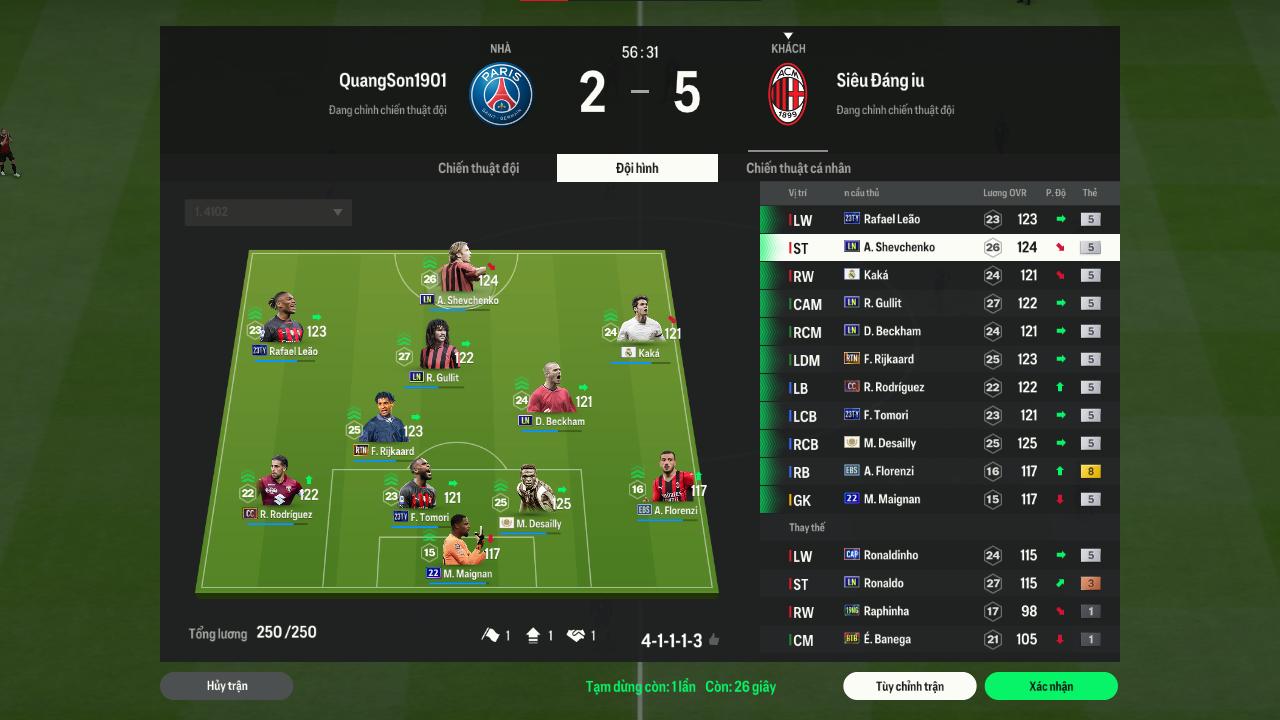 NHÀ
56 : 31
KHÁCH
QuangSon1901
PARIS
SAINT-GERMAIN
2 – 5
ACM
1899
Siêu Đáng iu
Đang chỉnh chiến thuật đội
Đang chỉnh chiến thuật đội
Chiến thuật đội
Đội hình
Chiến thuật cá nhân
1. 4102
Vị trí n cầu thủ Lương OVR P. Độ Thẻ
LW 23TY Rafael Leão 23 123 5
ST LN A. Shevchenko 26 124 5
RW Kaká 24 121 5
CAM LN R. Gullit 27 122 5
RCM LN D. Beckham 24 121 5
LDM RTN F. Rijkaard 25 123 5
LB CC R. Rodríguez 22 122 5
LCB 23TY F. Tomori 23 121 5
RCB M. Desailly 25 125 5
RB EBS A. Florenzi 16 117 8
GK 22 M. Maignan 15 117 5
Thay thế
LW CAP Ronaldinho 24 115 5
ST LN Ronaldo 27 115 3
RW Raphinha 17 98 1
CM BTB É. Banega 21 105 1
26 124
LN A. Shevchenko
23 123
23TY Rafael Leão
24 121
Kaká
27 122
LN R. Gullit
24 121
LN D. Beckham
25 123
RTN F. Rijkaard
22 122
CC R. Rodríguez
23 121
23TY F. Tomori
25 125
M. Desailly
16 117
EBS A. Florenzi
15 117
22 M. Maignan
Tổng lương 250 /250
1 1 1
4-1-1-1-3
Hủy trận
Tạm dừng còn: 1 lần Còn: 26 giây
Tùy chỉnh trận
Xác nhận